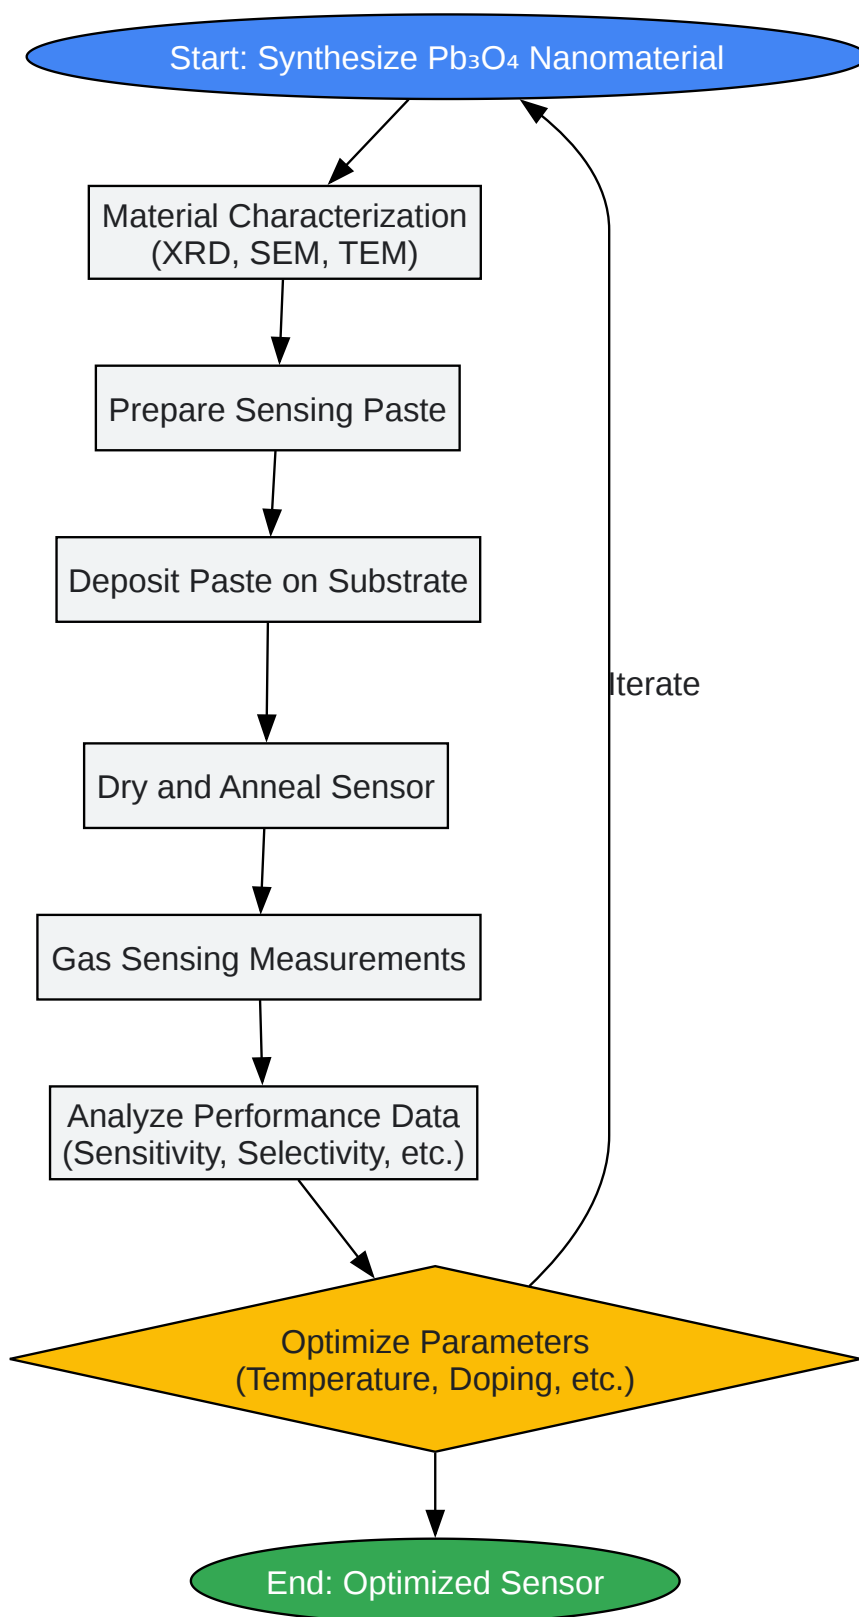 Start: Synthesize Pb₃O₄ Nanomaterial
Material Characterization
(XRD, SEM, TEM)
Prepare Sensing Paste
Deposit Paste on Substrate
Iterate
Dry and Anneal Sensor
Gas Sensing Measurements
Analyze Performance Data
(Sensitivity, Selectivity, etc.)
Optimize Parameters
(Temperature, Doping, etc.)
End: Optimized Sensor